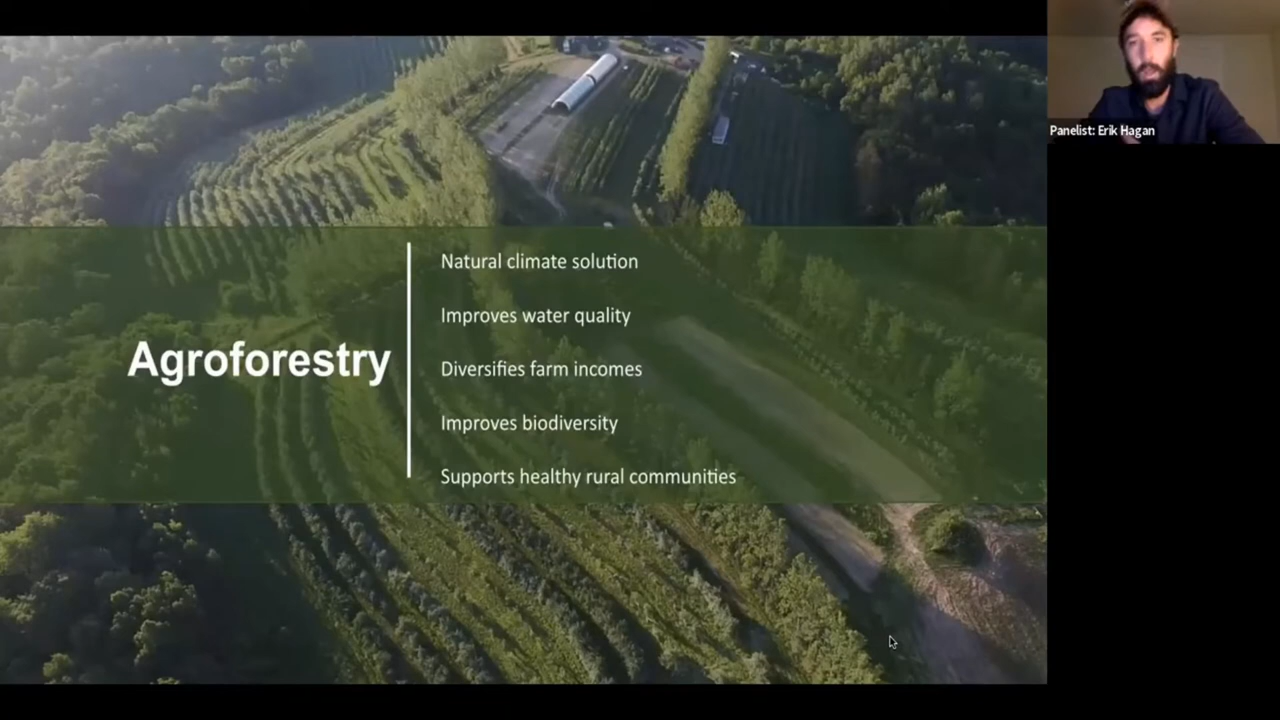 Panelist: Erik Hagan
Agroforestry
Natural climate solution
Improves water quality
Diversifies farm incomes
Improves biodiversity
Supports healthy rural communities